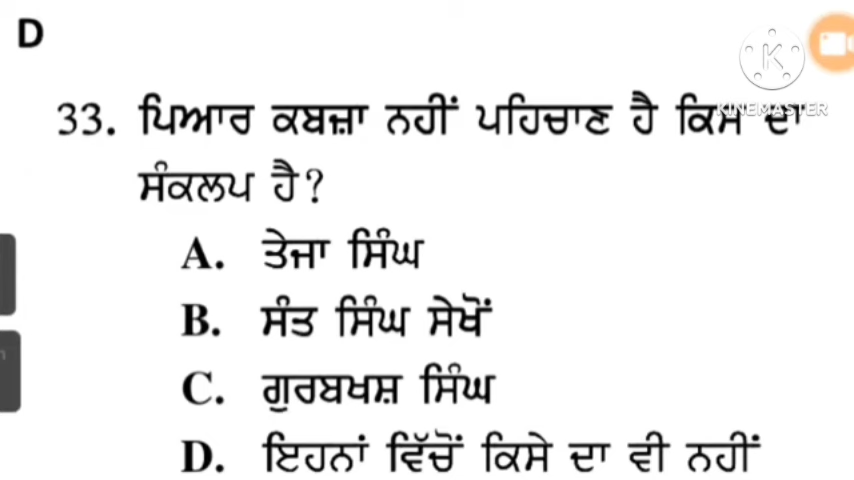 D
K
KINEMASTER
33. ਪਿਆਰ ਕਬਜ਼ਾ ਨਹੀਂ ਪਹਿਚਾਣ ਹੈ ਕਿਸ ਦਾ
ਸੰਕਲਪ ਹੈ?
A. ਤੇਜਾ ਸਿੰਘ
B. ਸੰਤ ਸਿੰਘ ਸੇਖੋਂ
C. ਗੁਰਬਖਸ਼ ਸਿੰਘ
D. ਇਹਨਾਂ ਵਿੱਚੋਂ ਕਿਸੇ ਦਾ ਵੀ ਨਹੀਂ